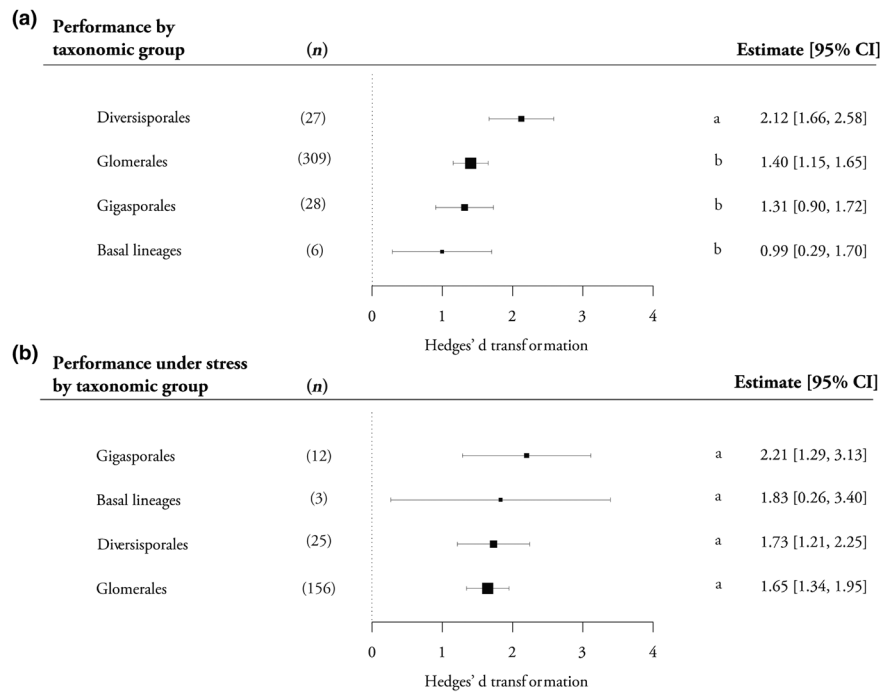 (a)
Performance by
taxonomic group (n) Estimate [95% CI]
Diversisporales (27) a 2.12 [1.66, 2.58]
Glomerales (309) b 1.40 [1.15, 1.65]
Gigasporales (28) b 1.31 [0.90, 1.72]
Basal lineages (6) b 0.99 [0.29, 1.70]
0 1 2 3 4
Hedges’ d transformation
(b)
Performance under stress
by taxonomic group (n) Estimate [95% CI]
Gigasporales (12) a 2.21 [1.29, 3.13]
Basal lineages (3) a 1.83 [0.26, 3.40]
Diversisporales (25) a 1.73 [1.21, 2.25]
Glomerales (156) a 1.65 [1.34, 1.95]
0 1 2 3 4
Hedges’ d transformation